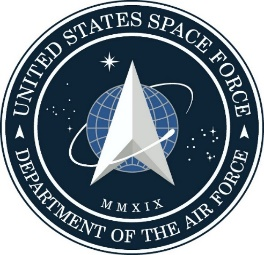 UNITED STATES SPACE FORCE
MMXIX
DEPARTMENT OF THE AIR FORCE